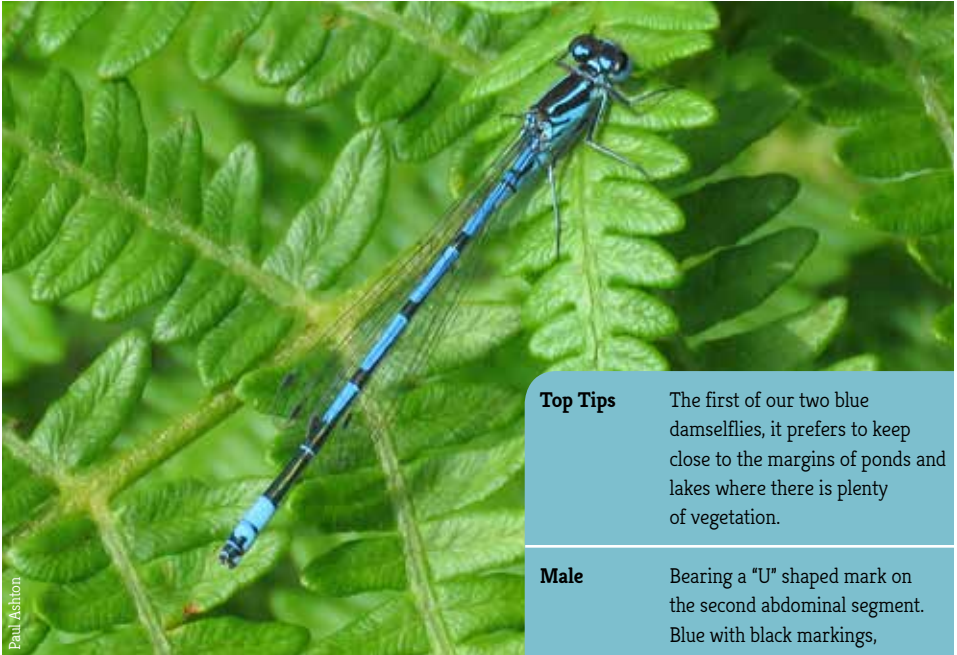 Top Tips
The first of our two blue
damselflies, it prefers to keep
close to the margins of ponds and
lakes where there is plenty
of vegetation.
Male
Bearing a “U” shaped mark on
the second abdominal segment.
Blue with black markings,
Paul Ashton